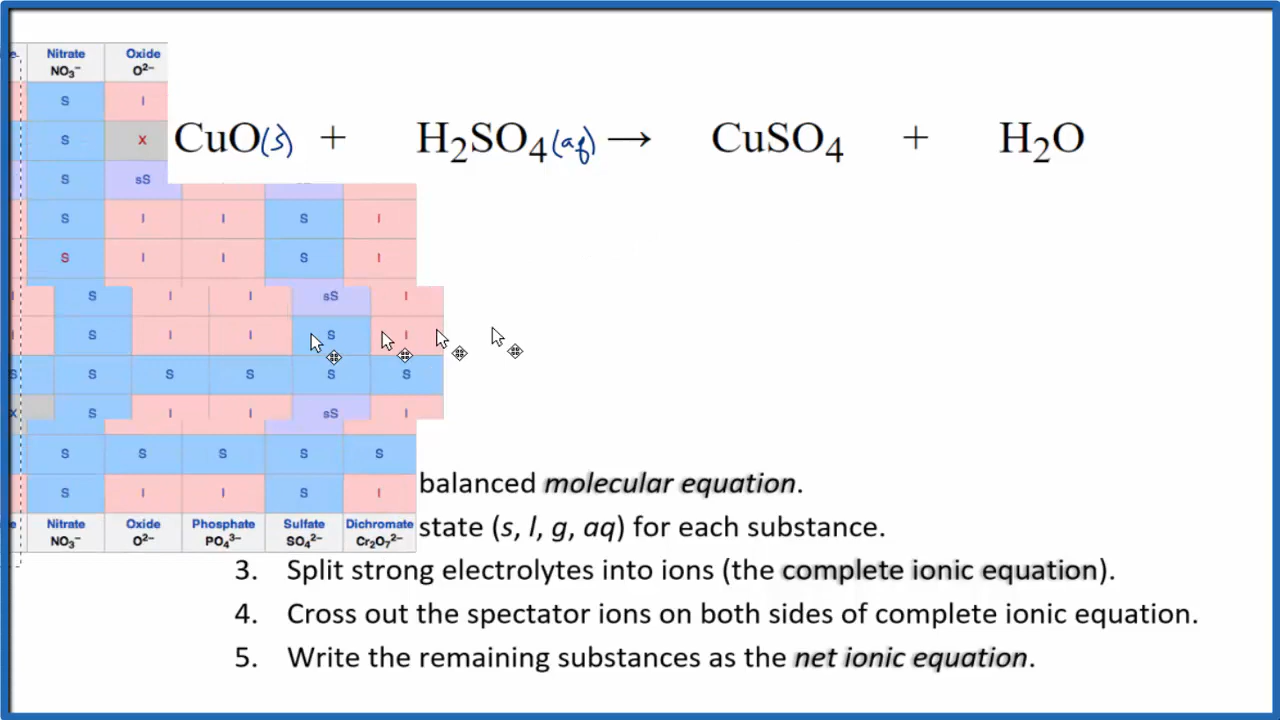 Nitrate Oxide
NO₃⁻ O²⁻
S I
CuO(s) + H₂SO₄(aq) → CuSO₄ + H₂O
S X
S sS
S I I S I
S I I S I
I S I I sS I
I S I I S I
S S S S S S
X S I I sS I
S S S S S
S I I S I
balanced molecular equation.
Nitrate Oxide Phosphate Sulfate Dichromate
NO₃⁻ O²⁻ PO₄³⁻ SO₄²⁻ Cr₂O₇²⁻
state (s, l, g, aq) for each substance.
3. Split strong electrolytes into ions (the complete ionic equation).
4. Cross out the spectator ions on both sides of complete ionic equation.
5. Write the remaining substances as the net ionic equation.